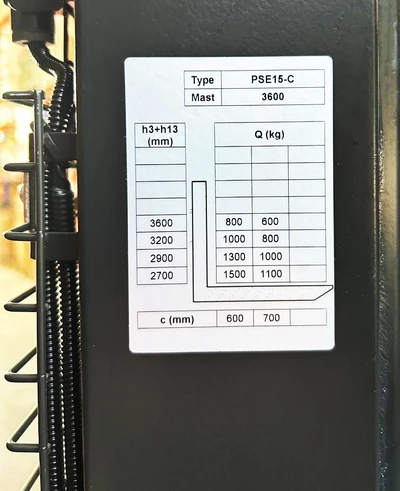 Type PSE15-C
Mast 3600
h3+h13 (mm) Q (kg)
3600 800 600
3200 1000 800
2900 1300 1000
2700 1500 1100
c (mm) 600 700